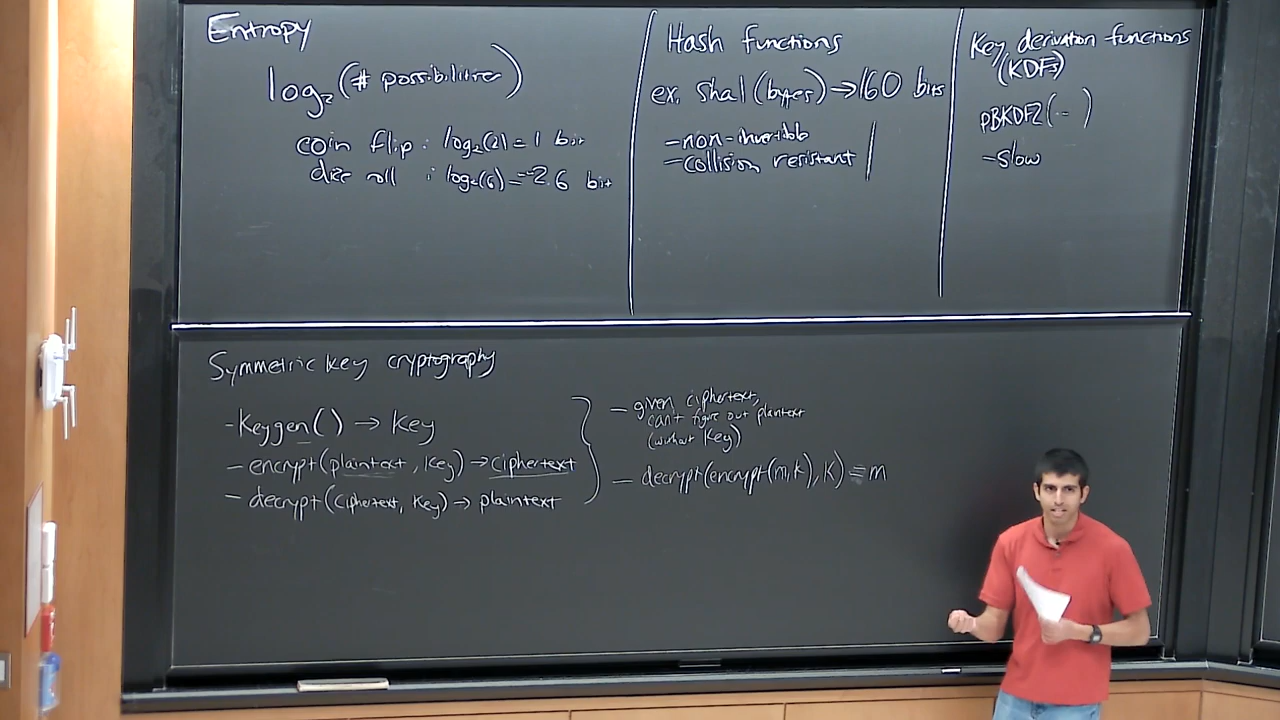 Entropy
log₂(# possibilities)
coin flip : log₂(2) = 1 bit
dice roll : log₂(6) = ~2.6 bit
Hash functions
ex. sha1(bytes) → 160 bits
- non-invertible
- collision resistant
Key derivation functions
(KDFs)
PBKDF2(...)
- slow
Symmetric key cryptography
- Keygen() → key
- encrypt(plaintext, key) → ciphertext
- decrypt(ciphertext, key) → plaintext
- given ciphertext,
can't figure out plaintext
(without key)
- decrypt(encrypt(m,k), k) = m